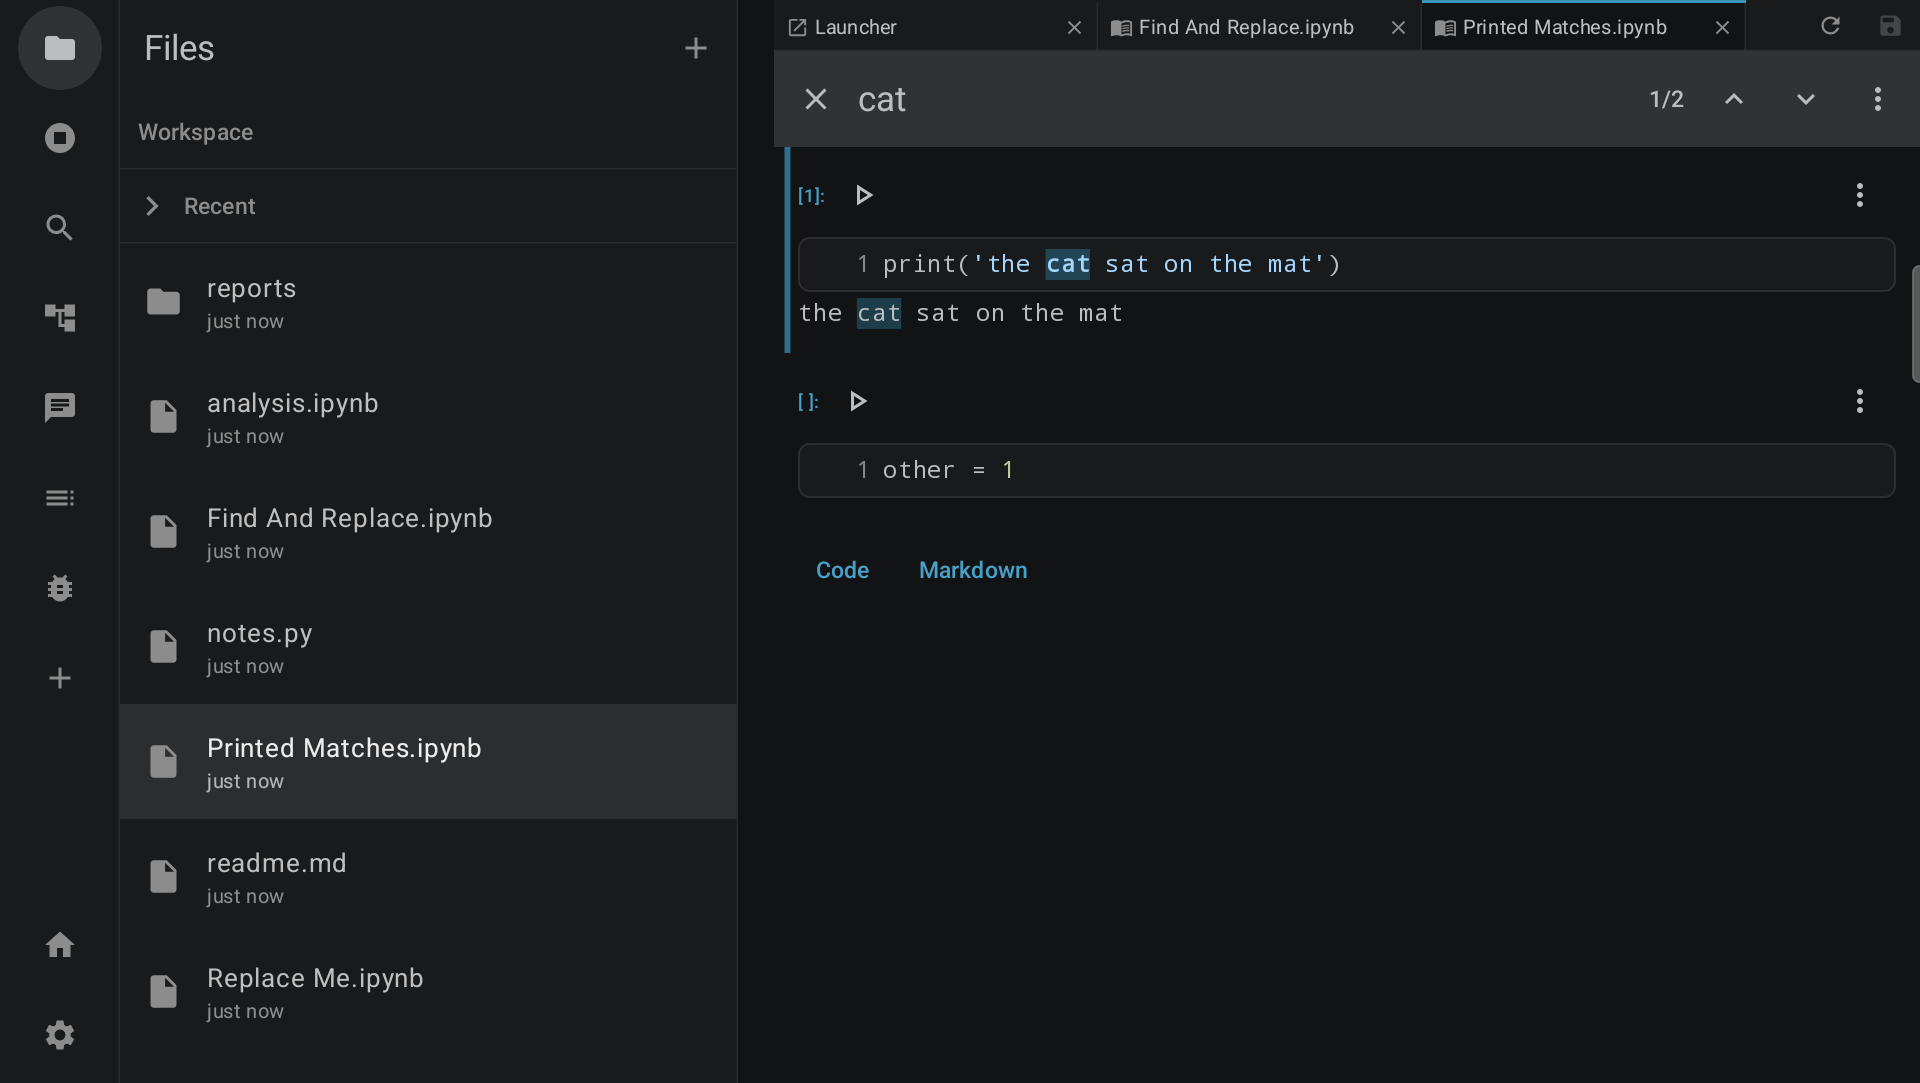 Files
Workspace
Recent
reports
just now
analysis.ipynb
just now
Find And Replace.ipynb
just now
notes.py
just now
Printed Matches.ipynb
just now
readme.md
just now
Replace Me.ipynb
just now
Launcher
Find And Replace.ipynb
Printed Matches.ipynb
cat
1/2
[1]:
1 print('the cat sat on the mat')
the cat sat on the mat
[ ]:
1 other = 1
Code Markdown